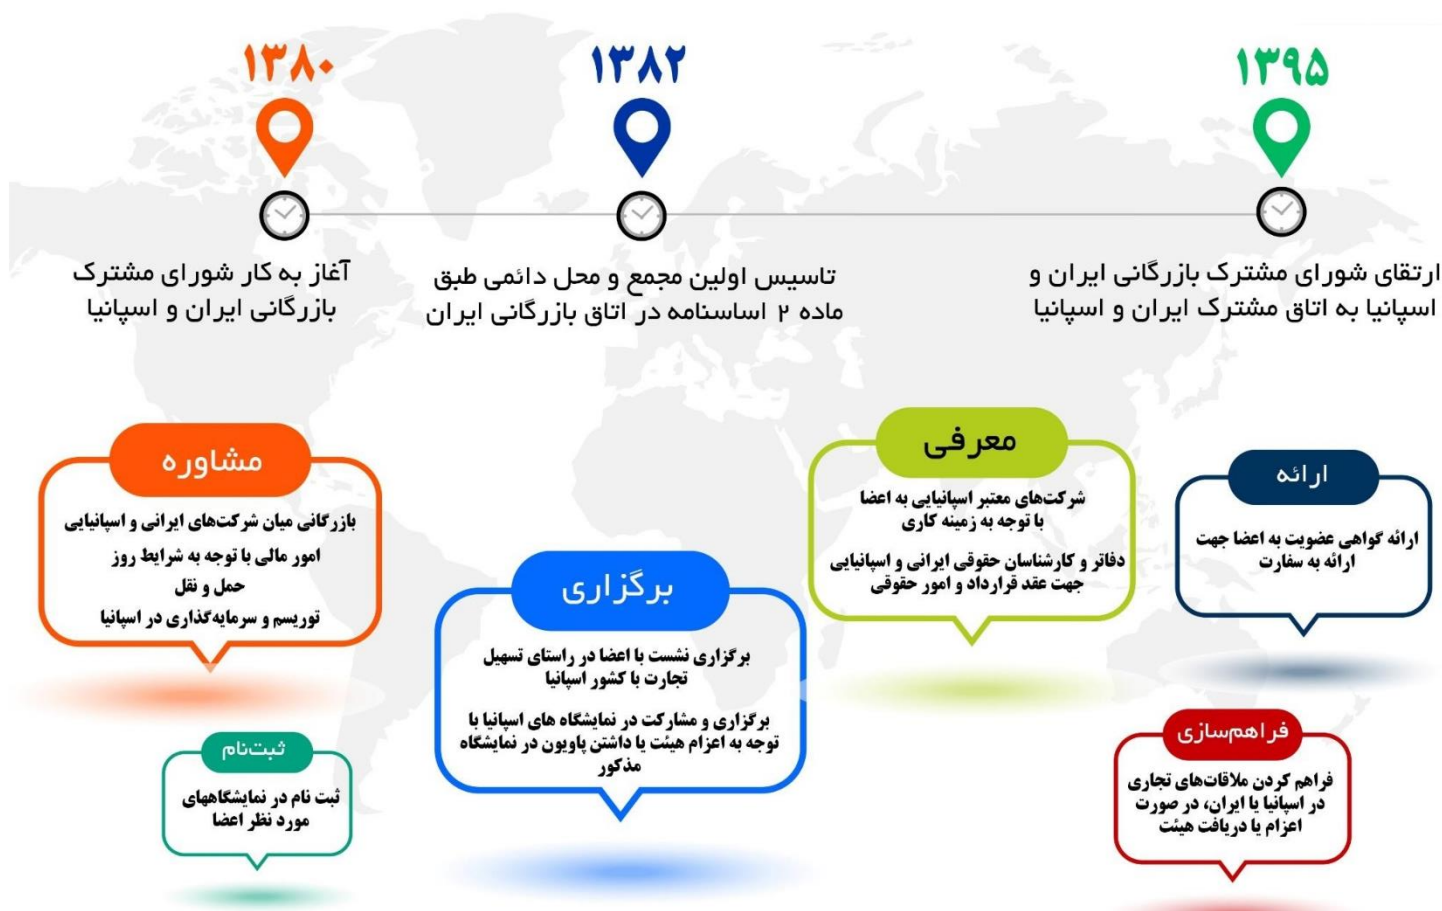 ۱۳۸۰
آغاز به کار شورای مشترک
بازرگانی ایران و اسپانیا
۱۳۸۲
تاسیس اولین مجمع و محل دائمی طبق
ماده ۲ اساسنامه در اتاق بازرگانی ایران
۱۳۹۵
ارتقای شورای مشترک بازرگانی ایران و
اسپانیا به اتاق مشترک ایران و اسپانیا
ارائه
ارائه گواهی عضویت به اعضا جهت
ارائه به سفارت
معرفی
شرکت‌های معتبر اسپانیایی به اعضا
با توجه به زمینه کاری
دفاتر و کارشناسان حقوقی ایرانی و اسپانیایی
جهت عقد قرارداد و امور حقوقی
برگزاری
برگزاری نشست با اعضا در راستای تسهیل
تجارت با کشور اسپانیا
برگزاری و مشارکت در نمایشگاه های اسپانیا با
توجه به اعزام هیئت یا داشتن پاویون در نمایشگاه
مذکور
مشاوره
بازرگانی میان شرکت‌های ایرانی و اسپانیایی
امور مالی با توجه به شرایط روز
حمل و نقل
توریسم و سرمایه‌گذاری در اسپانیا
فراهم‌سازی
فراهم کردن ملاقات‌های تجاری
در اسپانیا یا ایران، در صورت
اعزام یا دریافت هیئت
ثبت‌نام
ثبت نام در نمایشگاههای
مورد نظر اعضا